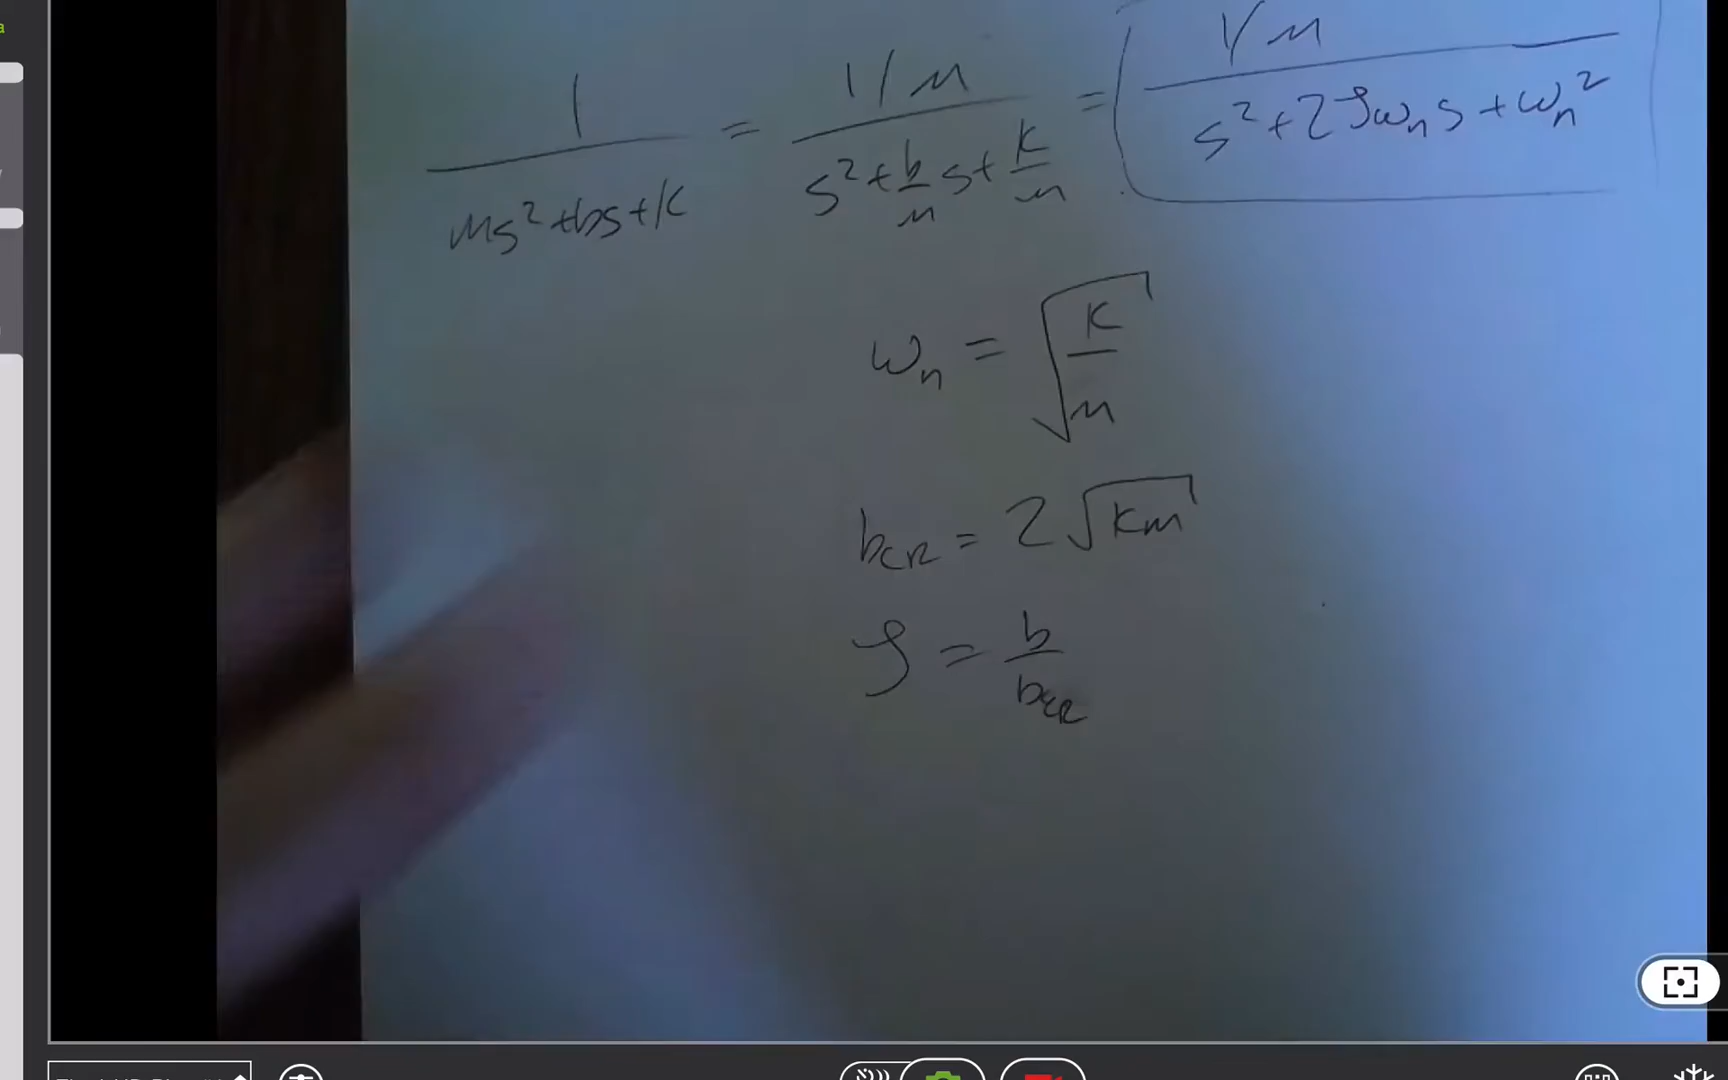 1/(ms²+bs+k) = (1/m)/(s²+(b/m)s+k/m) = (1/m)/(s²+2ζωₙs+ωₙ²)
ωₙ = √(k/m)
b_CR = 2√(km)
ζ = b/b_CR